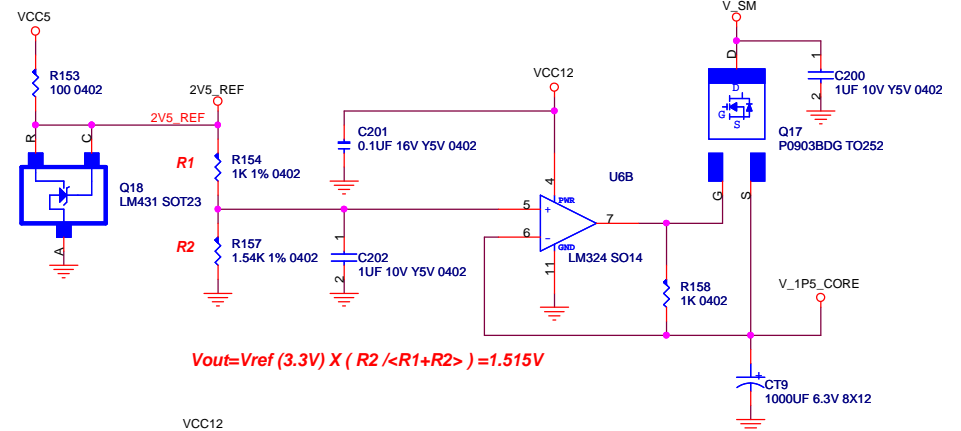 VCC5
R153
100 0402
2V5_REF
2V5_REF
R C
Q18
LM431 SOT23
A
R1
R154
1K 1% 0402
R2
R157
1.54K 1% 0402
C201
0.1UF 16V Y5V 0402
1
C202
1UF 10V Y5V 0402
2
VCC12
4
PWR
U6B
5
+
6
-
7
GND
LM324 SO14
11
R158
1K 0402
V_SM
D
D
G
S
Q17
P0903BDG TO252
G
S
1
C200
1UF 10V Y5V 0402
2
V_1P5_CORE
+
CT9
1000UF 6.3V 8X12
Vout=Vref (3.3V) X ( R2 /<R1+R2> ) =1.515V
VCC12